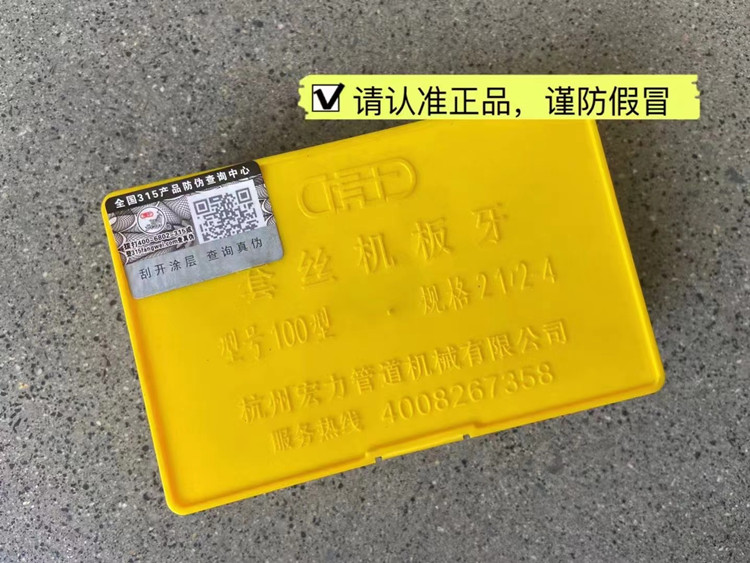 请认准正品，谨防假冒
全国315产品防伪查询中心
刮开涂层 查询真伪
套丝机板牙
型号:100型 规格:2 1/2-4
杭州宏力管道机械有限公司
服务热线 4008267358